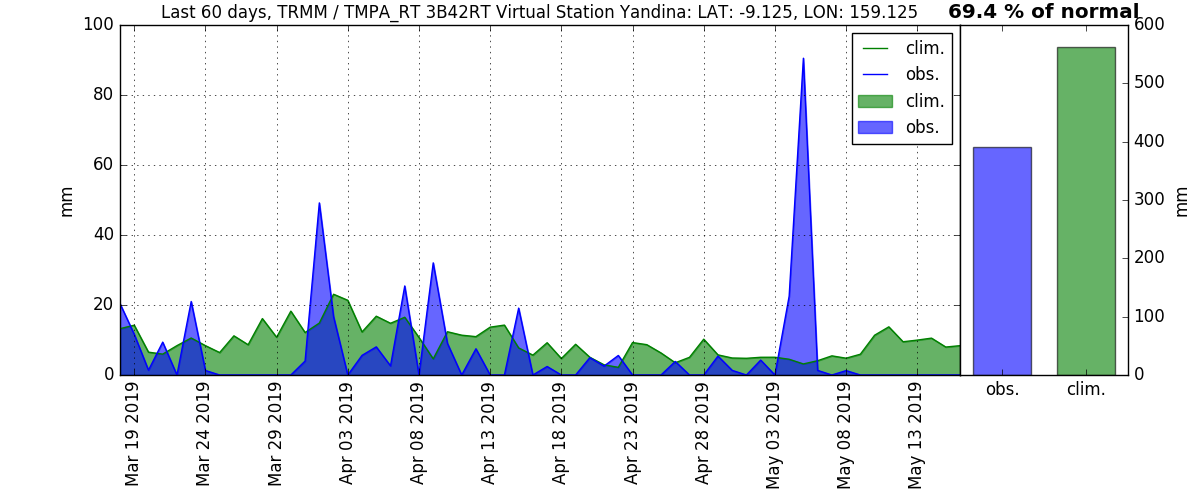 Last 60 days, TRMM / TMPA_RT 3B42RT Virtual Station Yandina: LAT: -9.125, LON: 159.125
69.4 % of normal
100
80
60
40
20
0
mm
clim.
obs.
clim.
obs.
600
500
400
300
200
100
0
mm
Mar 19 2019
Mar 24 2019
Mar 29 2019
Apr 03 2019
Apr 08 2019
Apr 13 2019
Apr 18 2019
Apr 23 2019
Apr 28 2019
May 03 2019
May 08 2019
May 13 2019
obs.
clim.